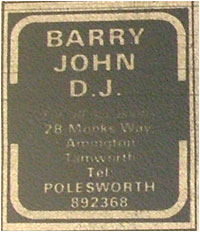 BARRY
JOHN
D.J.
28 Monks Way,
Amington
Tamworth
Tel:
POLESWORTH
892368